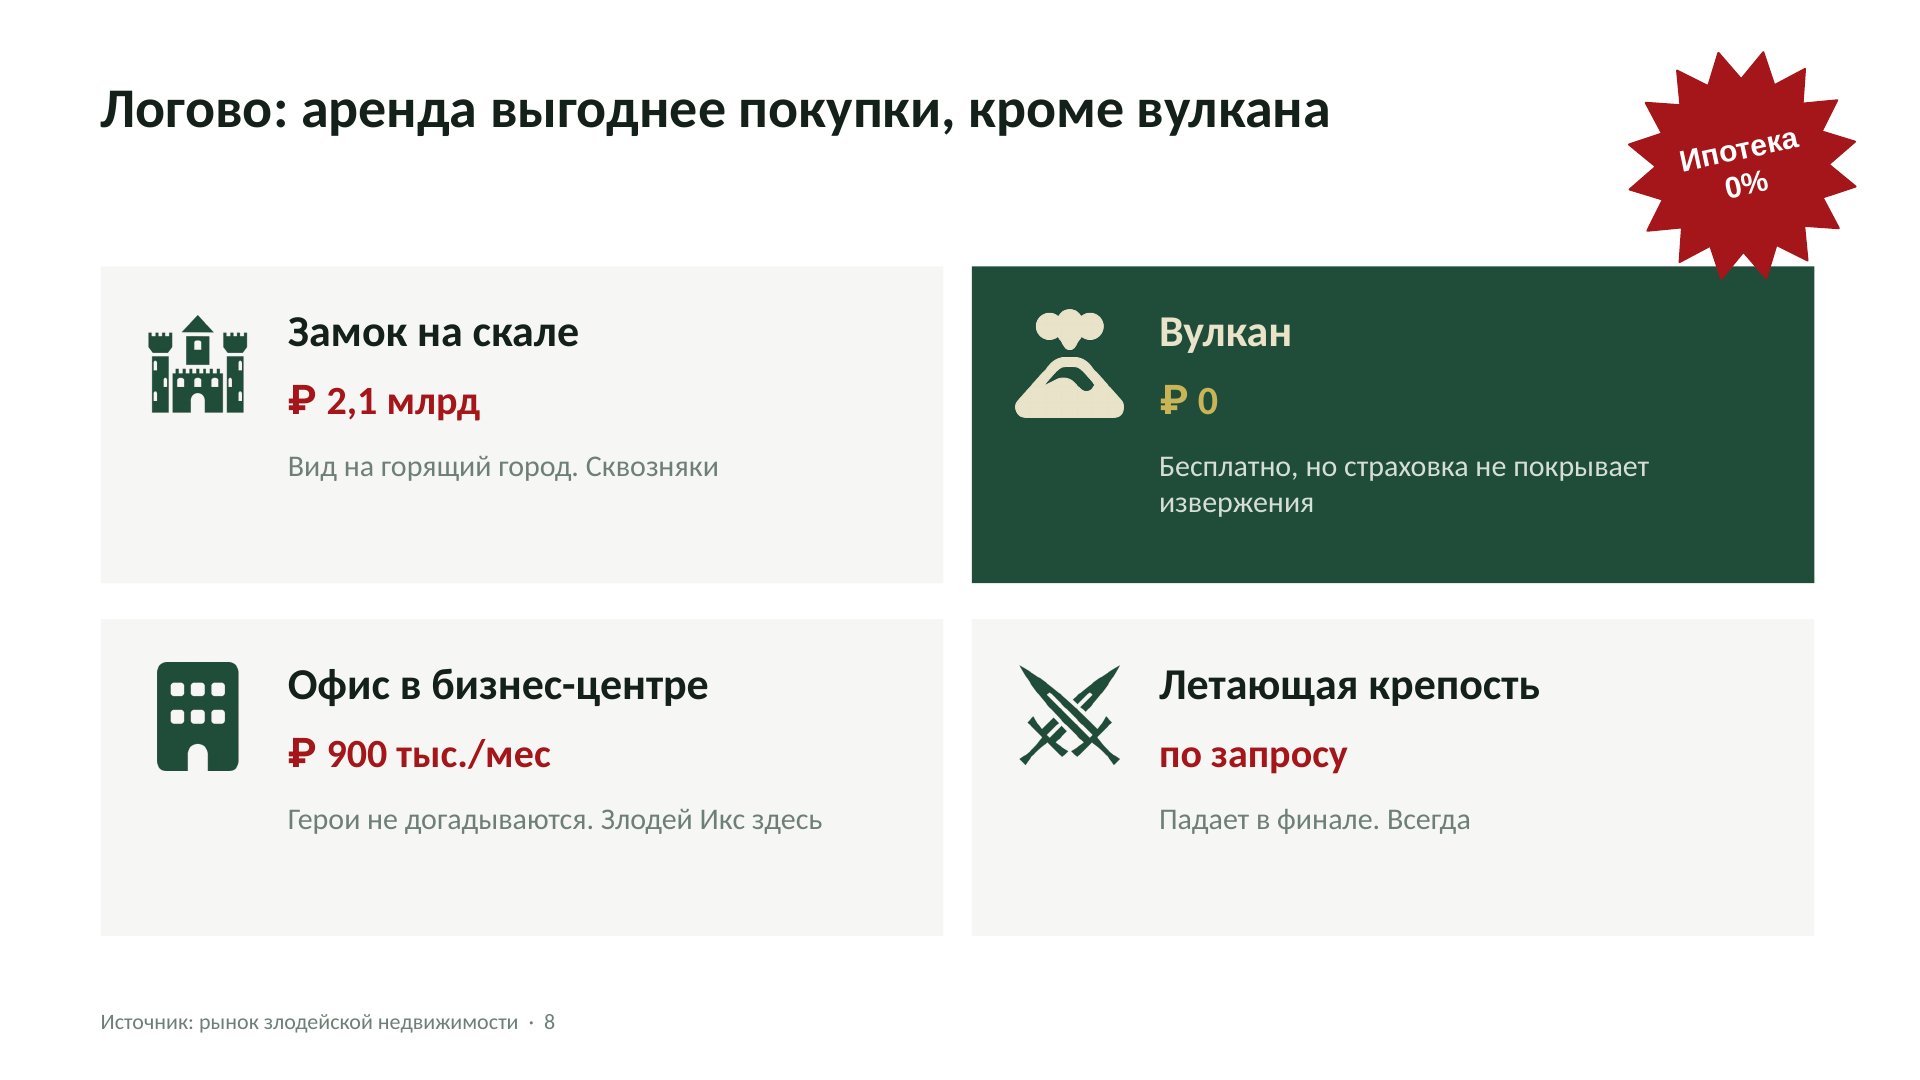 Логово: аренда выгоднее покупки, кроме вулкана
Ипотека
0%
Замок на скале
₽ 2,1 млрд
Вид на горящий город. Сквозняки
Вулкан
₽ 0
Бесплатно, но страховка не покрывает
извержения
Офис в бизнес-центре
₽ 900 тыс./мес
Герои не догадываются. Злодей Икс здесь
Летающая крепость
по запросу
Падает в финале. Всегда
Источник: рынок злодейской недвижимости · 8